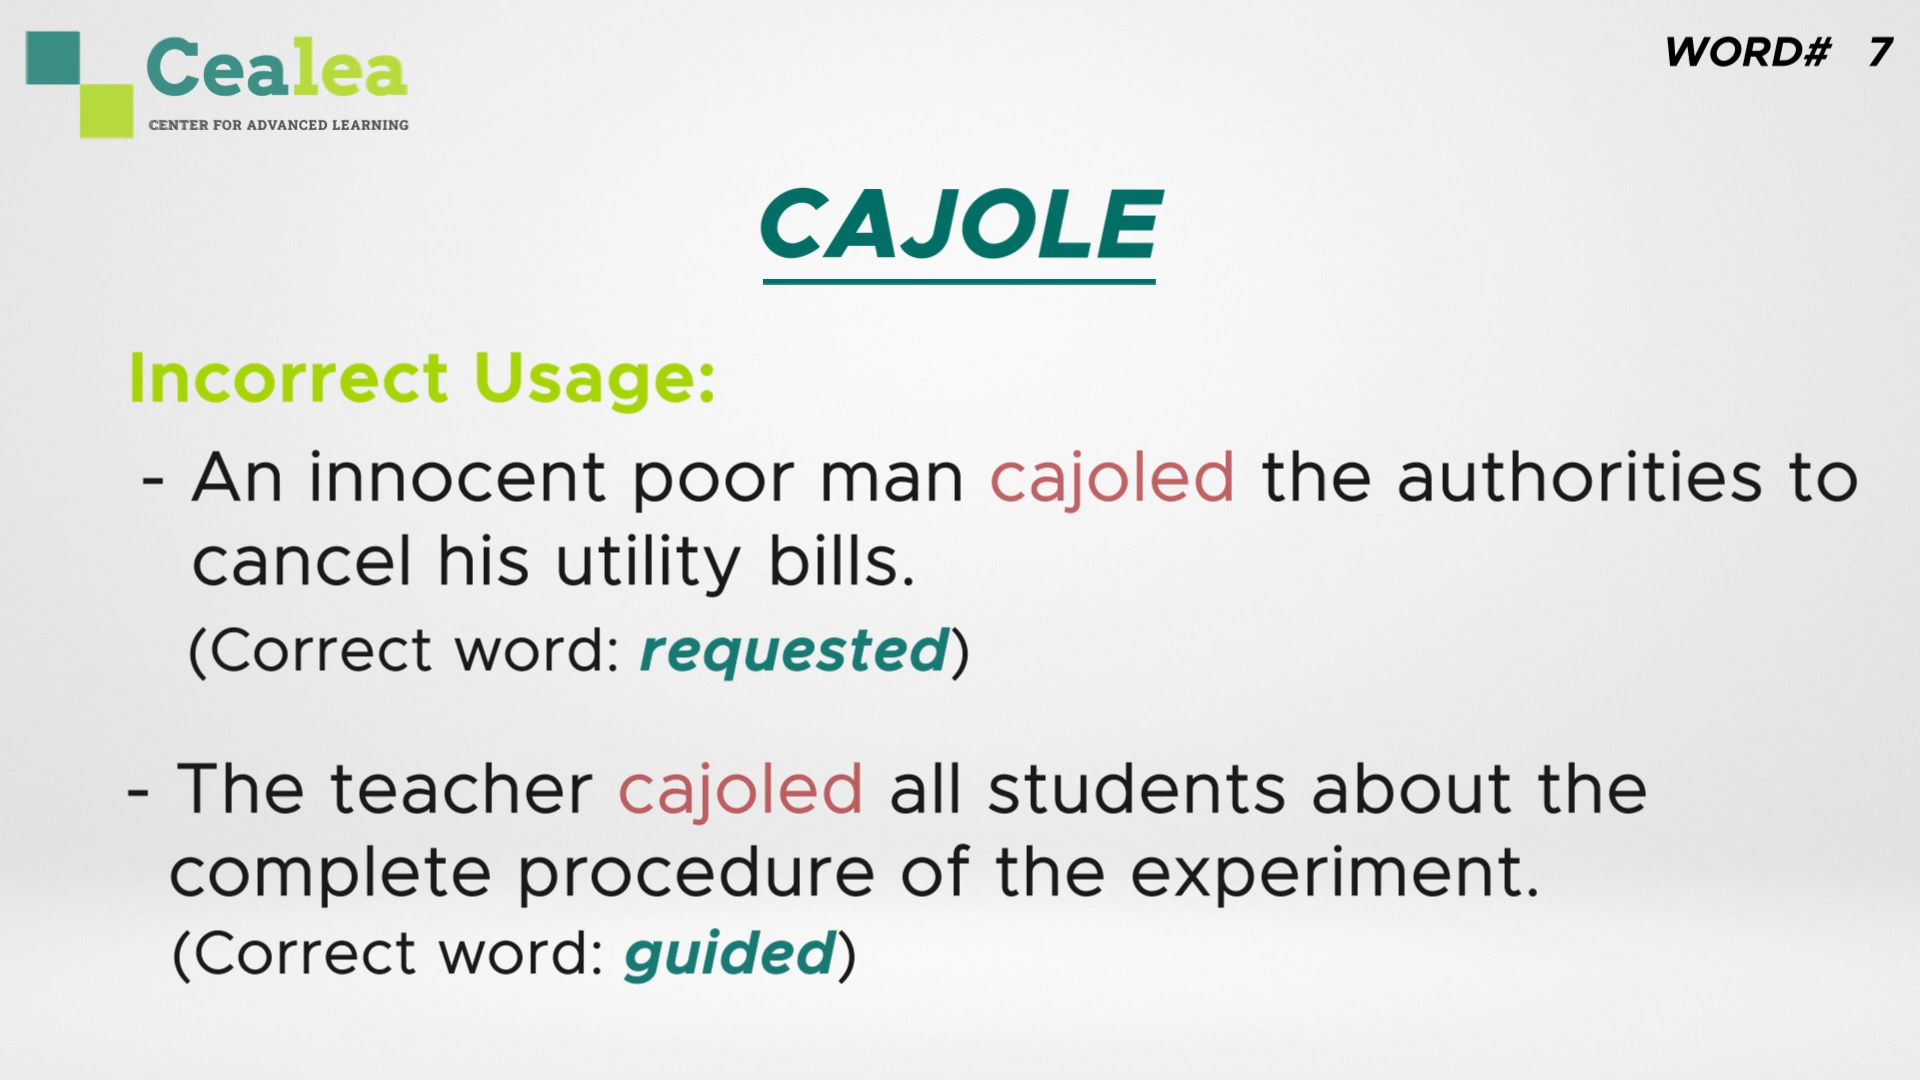 Cealea
CENTER FOR ADVANCED LEARNING
WORD# 7
CAJOLE
Incorrect Usage:
- An innocent poor man cajoled the authorities to
cancel his utility bills.
(Correct word: requested)
- The teacher cajoled all students about the
complete procedure of the experiment.
(Correct word: guided)